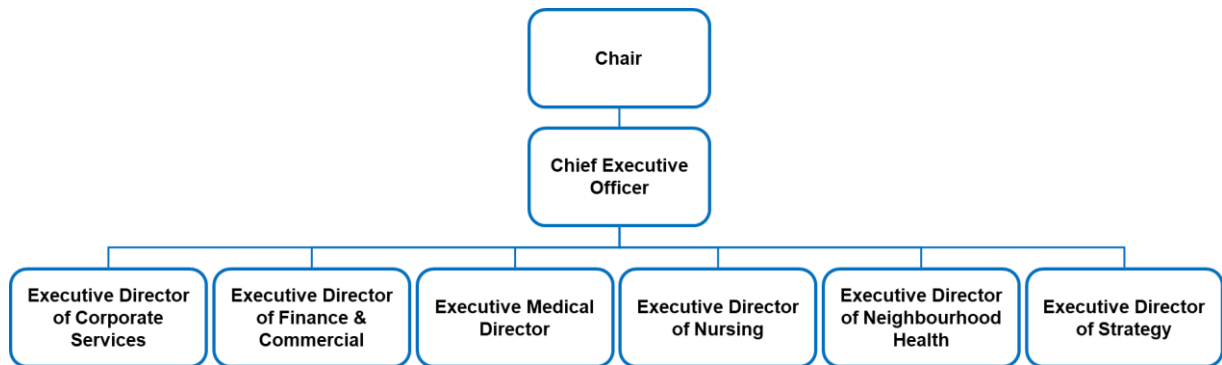 Chair
Chief Executive
Officer
Executive Director
of Corporate
Services
Executive Director
of Finance &
Commercial
Executive Medical
Director
Executive Director
of Nursing
Executive Director
of Neighbourhood
Health
Executive Director
of Strategy